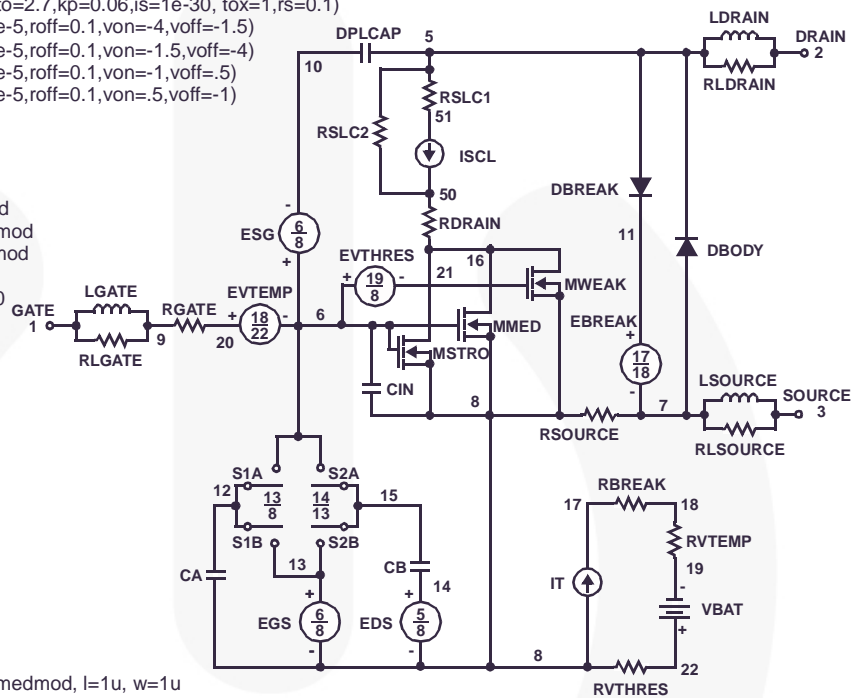 to=2.7,kp=0.06,is=1e-30, tox=1,rs=0.1)
e-5,roff=0.1,von=-4,voff=-1.5)
e-5,roff=0.1,von=-1.5,voff=-4)
e-5,roff=0.1,von=-1,voff=.5)
e-5,roff=0.1,von=.5,voff=-1)
LDRAIN
DPLCAP 5 DRAIN
2
10
RLDRAIN
RSLC1
51
RSLC2
ISCL
50
DBREAK
RDRAIN
11
DBODY
d
mod
mod
0
- ESG 6 8 +
EVTHRES
16
21
+ 19 8 -
MWEAK
LGATE
EVTEMP
GATE
1
RGATE
+ 18 22 -
6
MMED
EBREAK
+
9
20
RLGATE
MSTRO
17
18
-
CIN
LSOURCE
8
7
SOURCE
3
RSOURCE
RLSOURCE
S1A S2A
12
13
8
14
13
15
S1B S2B
13
RBREAK
17 18
RVTEMP
CA
CB
14
IT
19
-
VBAT
+
+
EGS 6 8
-
+
EDS 5 8
-
8
22
RVTHRES
medmod, l=1u, w=1u